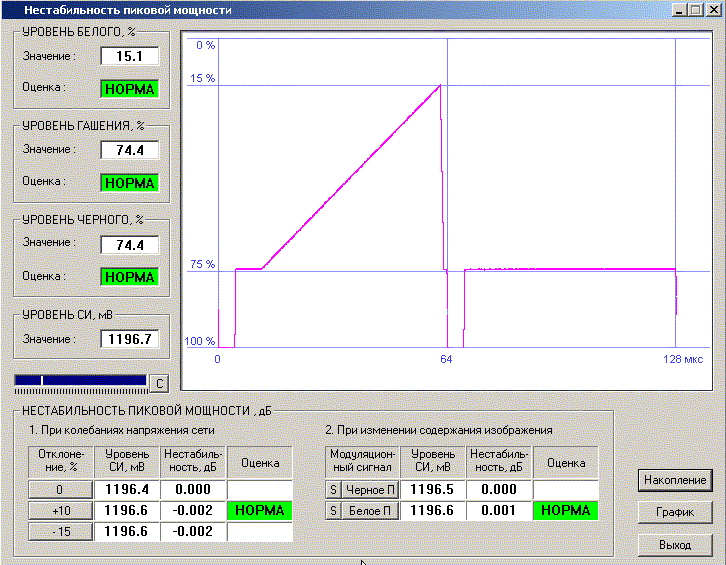 Нестабильность пиковой мощности
УРОВЕНЬ БЕЛОГО, %
Значение : 15.1
Оценка : НОРМА
УРОВЕНЬ ГАШЕНИЯ, %
Значение : 74.4
Оценка : НОРМА
УРОВЕНЬ ЧЕРНОГО, %
Значение : 74.4
Оценка : НОРМА
УРОВЕНЬ СИ, мВ
Значение : 1196.7
С
0 %
15 %
75 %
100 %
0 64 128 мкс
НЕСТАБИЛЬНОСТЬ ПИКОВОЙ МОЩНОСТИ , дБ
1. При колебаниях напряжения сети
Отклоне- Уровень Нестабиль- Оценка
ние, % СИ, мВ ность, дБ
0 1196.4 0.000
+10 1196.6 -0.002 НОРМА
- 15 1196.6 -0.002
2. При изменении содержания изображения
Модуляцион- Уровень Нестабиль- Оценка
ный сигнал СИ, мВ ность, дБ
S Черное П 1196.5 0.000
S Белое П 1196.6 0.001 НОРМА
Накопление
График
Выход